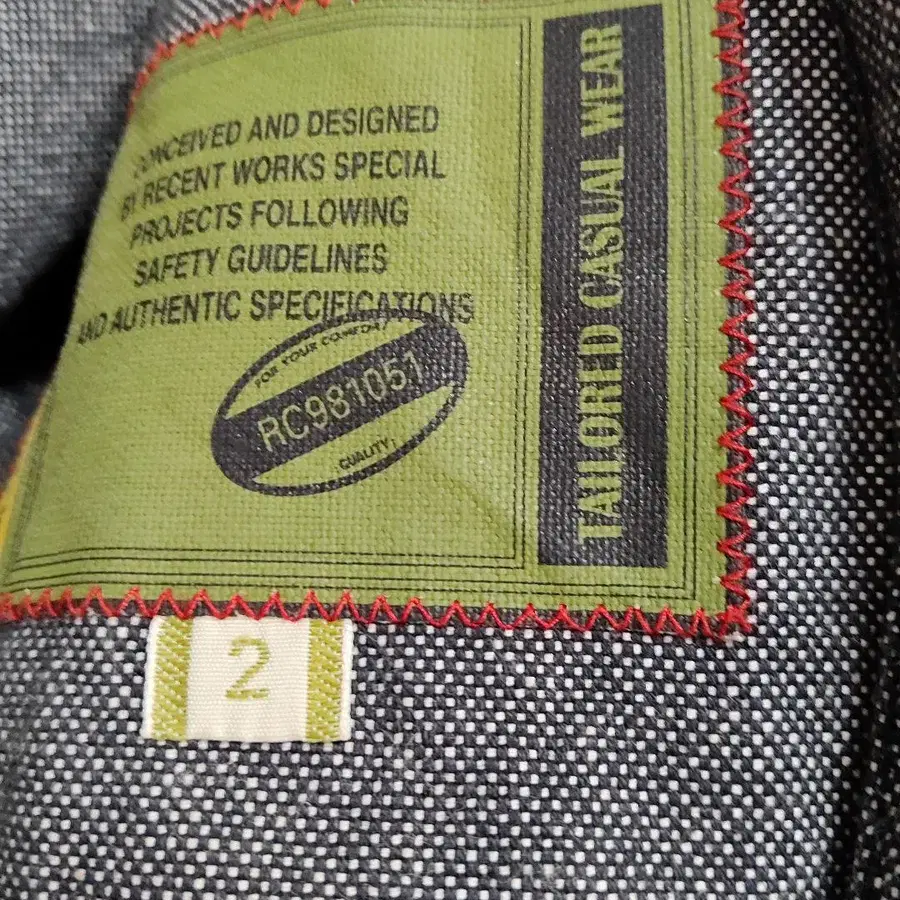 CONCEIVED AND DESIGNED
BY RECENT WORKS SPECIAL
PROJECTS FOLLOWING
SAFETY GUIDELINES
AND AUTHENTIC SPECIFICATIONS
FOR YOUR COMFORT
RC981051
QUALITY
TAILORED CASUAL WEAR
2